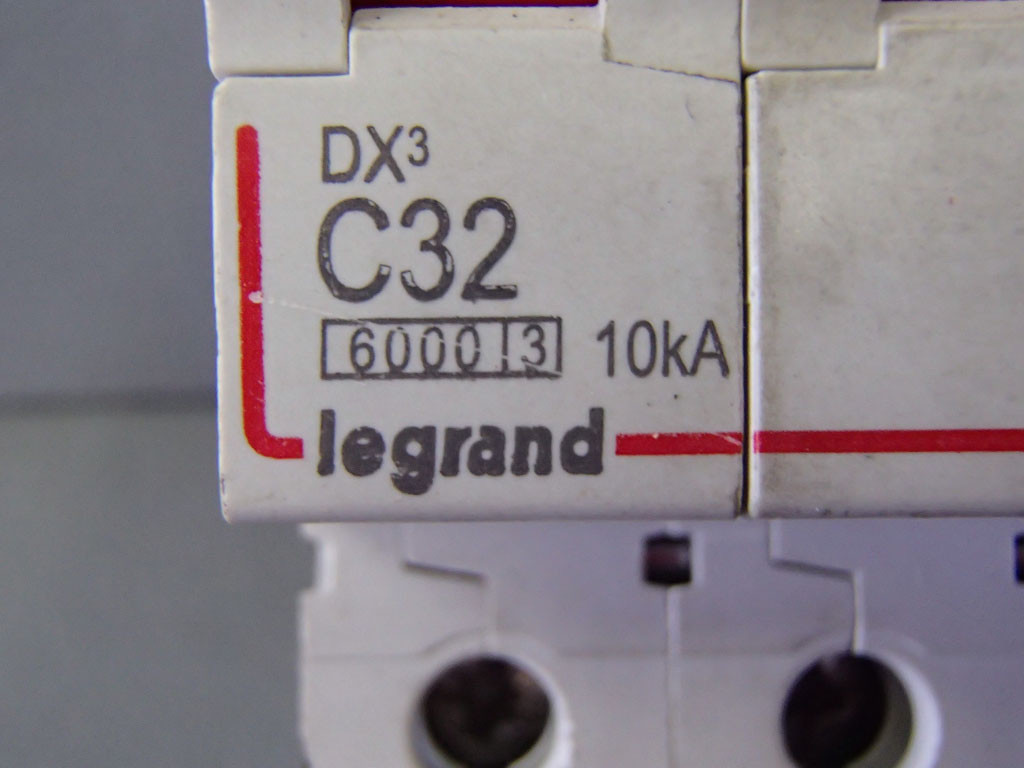 DX³
C32
6000 3 10kA
legrand